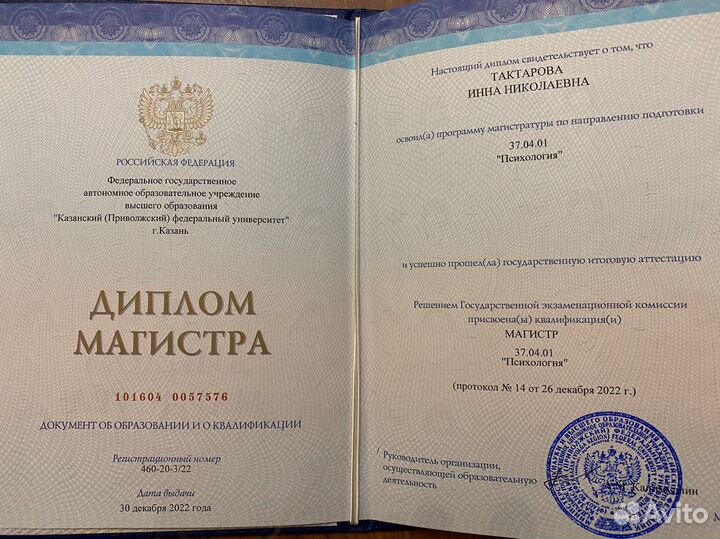 РОССИЙСКАЯ ФЕДЕРАЦИЯ
Федеральное государственное
автономное образовательное учреждение
высшего образования
"Казанский (Приволжский) федеральный университет"
г.Казань
ДИПЛОМ
МАГИСТРА
101604 0057576
ДОКУМЕНТ ОБ ОБРАЗОВАНИИ И О КВАЛИФИКАЦИИ
Регистрационный номер
460-20-3/22
Дата выдачи
30 декабря 2022 года
Настоящий диплом свидетельствует о том, что
ТАКТАРОВА
ИННА НИКОЛАЕВНА
освоил(а) программу магистратуры по направлению подготовки
37.04.01
"Психология"
и успешно прошел(ла) государственную итоговую аттестацию
Решением Государственной экзаменационной комиссии
присвоена(ы) квалификация(и)
МАГИСТР
37.04.01
"Психология"
(протокол № 14 от 26 декабря 2022 г.)
Руководитель организации,
осуществляющей образовательную
деятельность
Avito